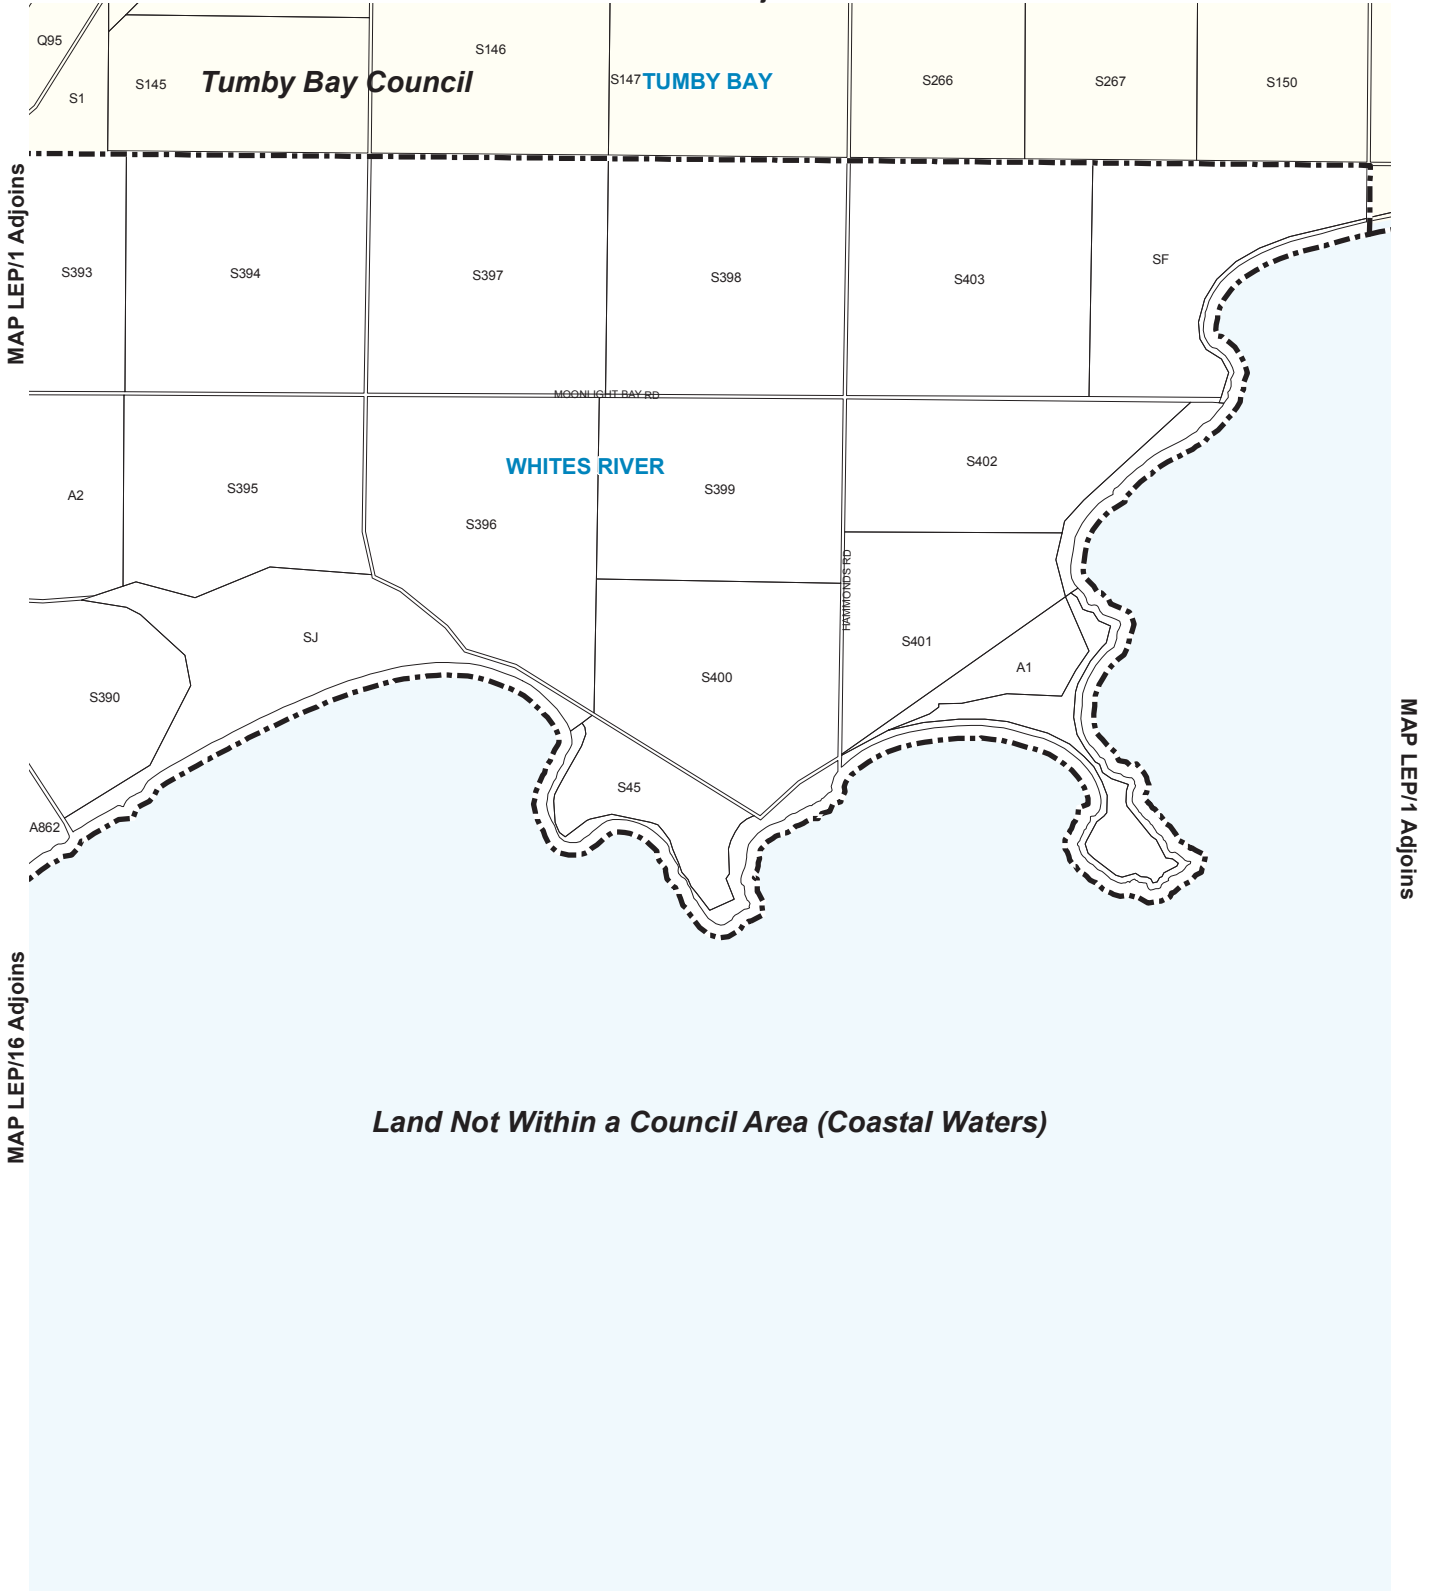 Q95
S146
S145
Tumby Bay Council
S147
TUMBY BAY
S266
S267
S150
S1
MAP LEP/1 Adjoins
S393
S394
S397
S398
S403
SF
MOONLIGHT BAY RD
WHITES RIVER
S402
A2
S395
S399
S396
HAMMONDS RD
SJ
S401
A1
S390
S400
MAP LEP/1 Adjoins
S45
A862
MAP LEP/16 Adjoins
Land Not Within a Council Area (Coastal Waters)